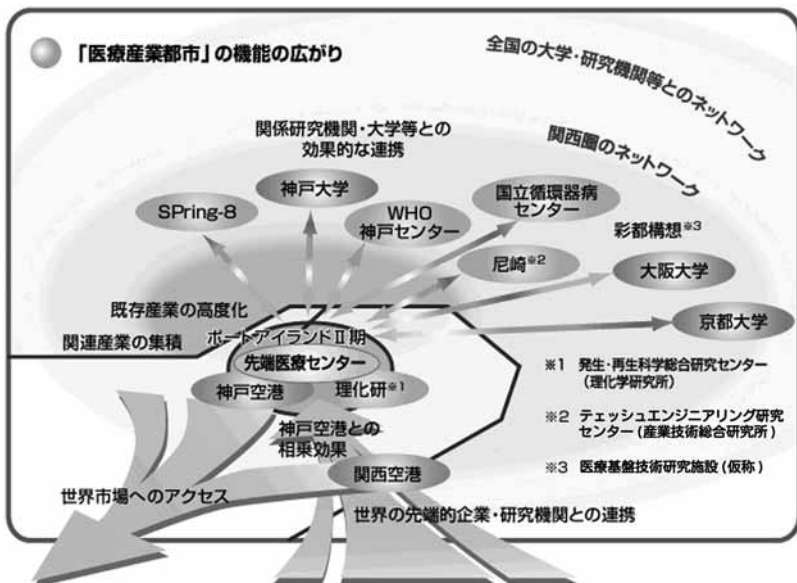 「医療産業都市」の機能の広がり
全国の大学・研究機関等とのネットワーク
関西圏のネットワーク
関係研究機関・大学等との
効果的な連携
SPring-8
神戸大学
WHO
神戸センター
国立循環器病
センター
彩都構想※3
尼崎※2
大阪大学
京都大学
既存産業の高度化
関連産業の集積
ポートアイランドⅡ期
先端医療センター
神戸空港
理化研※1
神戸空港との
相乗効果
関西空港
世界市場へのアクセス
世界の先端的企業・研究機関との連携
※1 発生・再生科学総合研究センター
(理化学研究所)
※2 テェッシュエンジニアリング研究
センター(産業技術総合研究所)
※3 医療基盤技術研究施設(仮称)